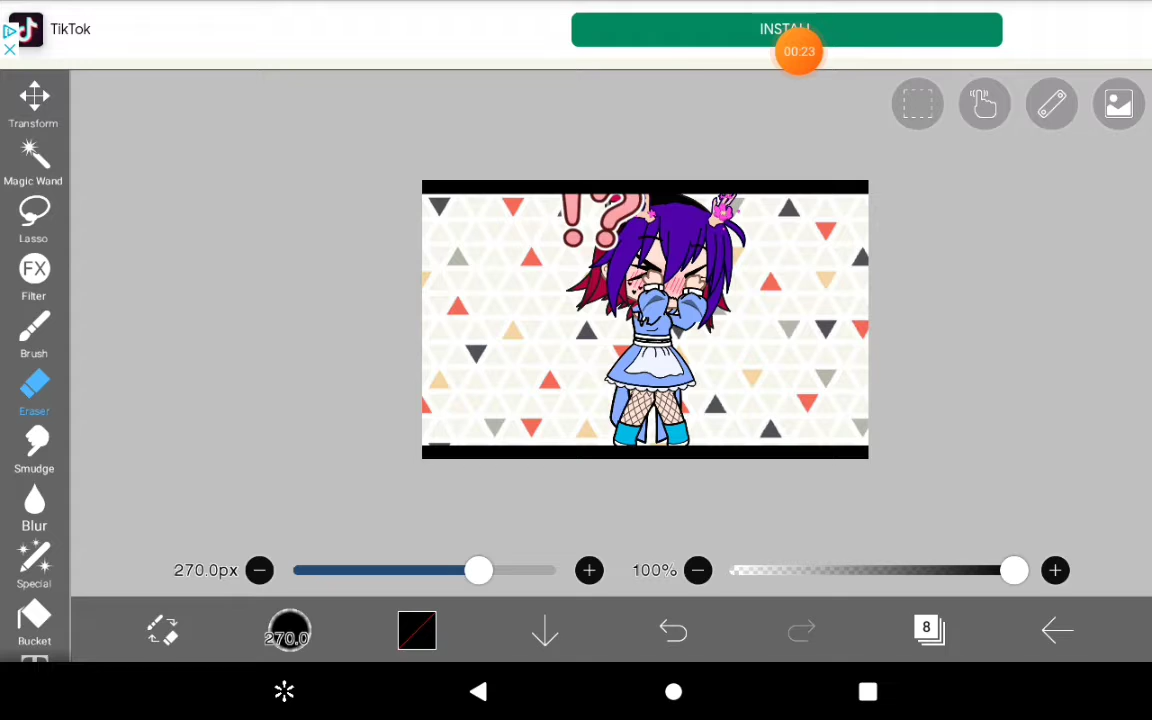 TikTok
INSTALL
00:23
Transform
Magic Wand
Lasso
FX
Filter
Brush
Eraser
Smudge
Blur
Special
Bucket
!?
270.0px
100%
270.0
8